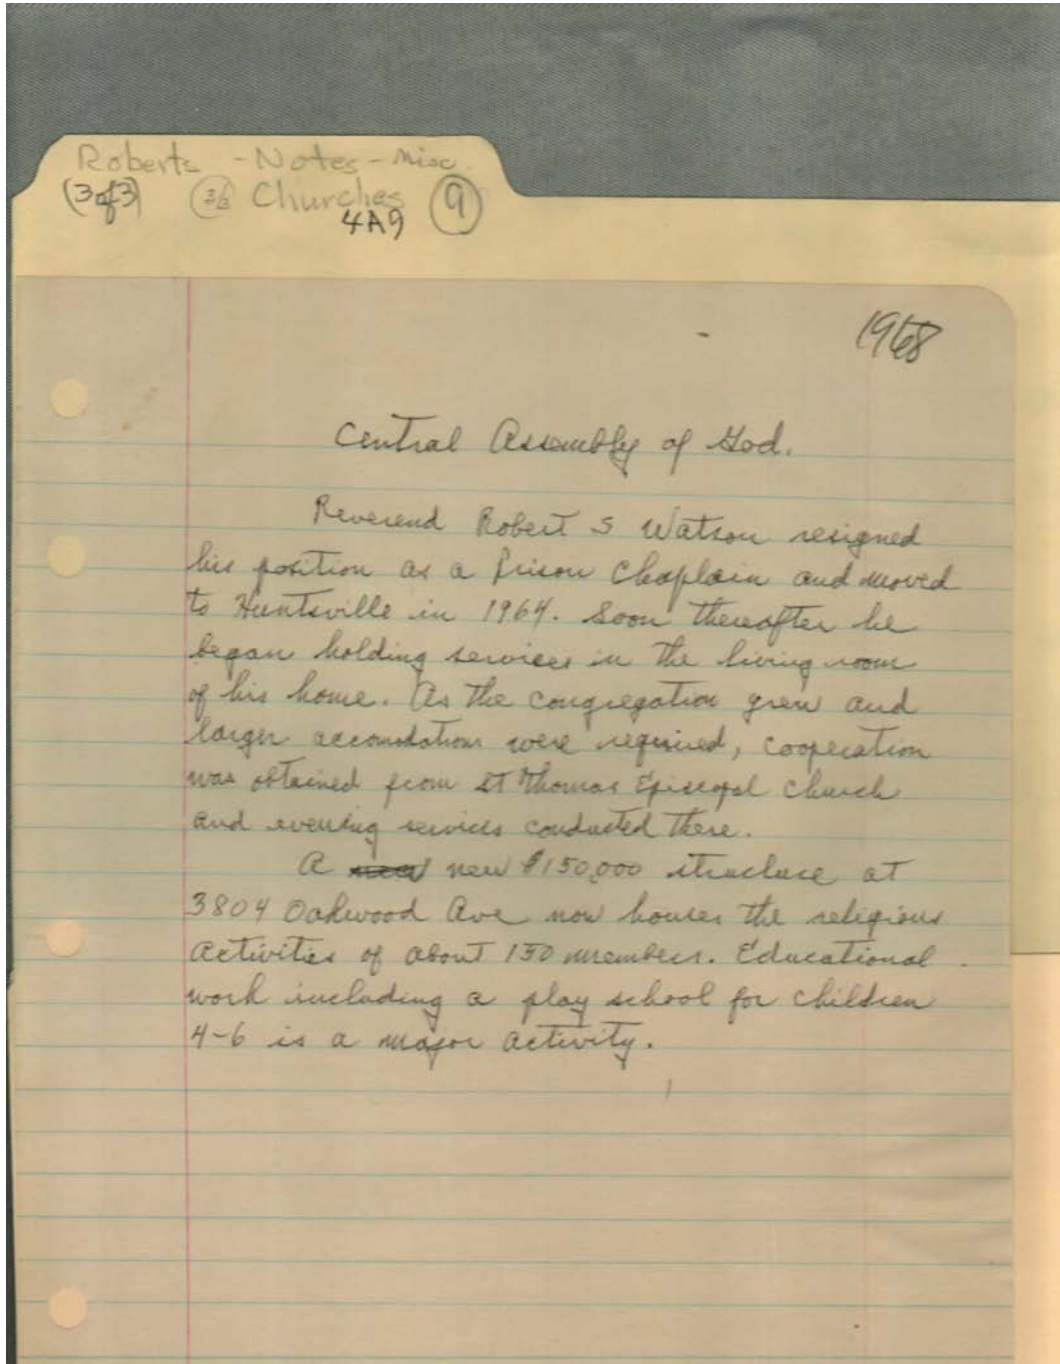 Roberts - Notes - Misc.
(3 of 3) 3/3 Churches 9
4A9
1968
Central Assembly of God.
Reverend Robert S Watson resigned
his position as a Prison Chaplain and moved
to Huntsville in 1964. Soon thereafter he
began holding services in the living room
of his home. As the congregation grew and
larger accomdations were required, cooperation
was obtained from St Thomas Episcopal Church
and evening services conducted there.
A new new $150,000 structure at
3804 Oakwood Ave now houses the religious
activities of about 150 members. Educational
work including a play school for children
4-6 is a major activity.